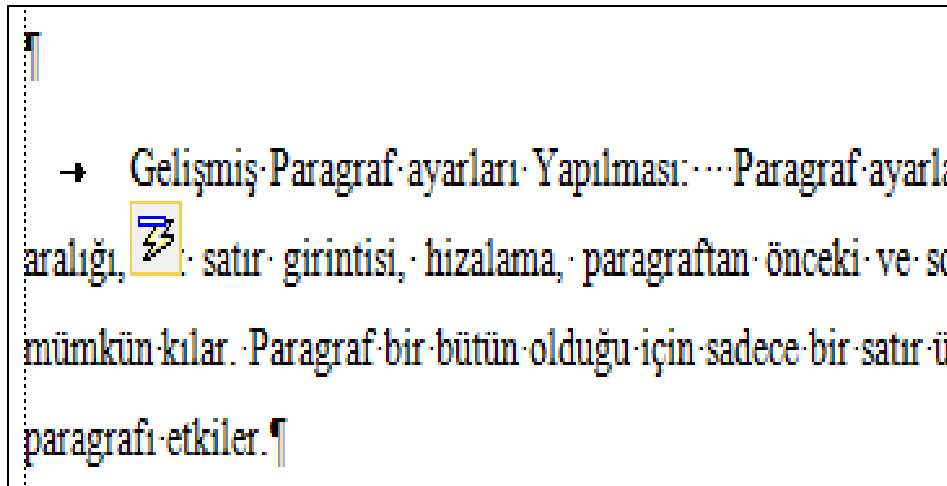 ¶
→ Gelişmiş·Paragraf·ayarları·Yapılması:····Paragraf·ayarla
aralığı, satır· girintisi,· hizalama,· paragraftan· önceki· ve· so
mümkün·kılar.·Paragraf·bir·bütün·olduğu·için·sadece·bir·satır·ü
paragrafı·etkiler.¶